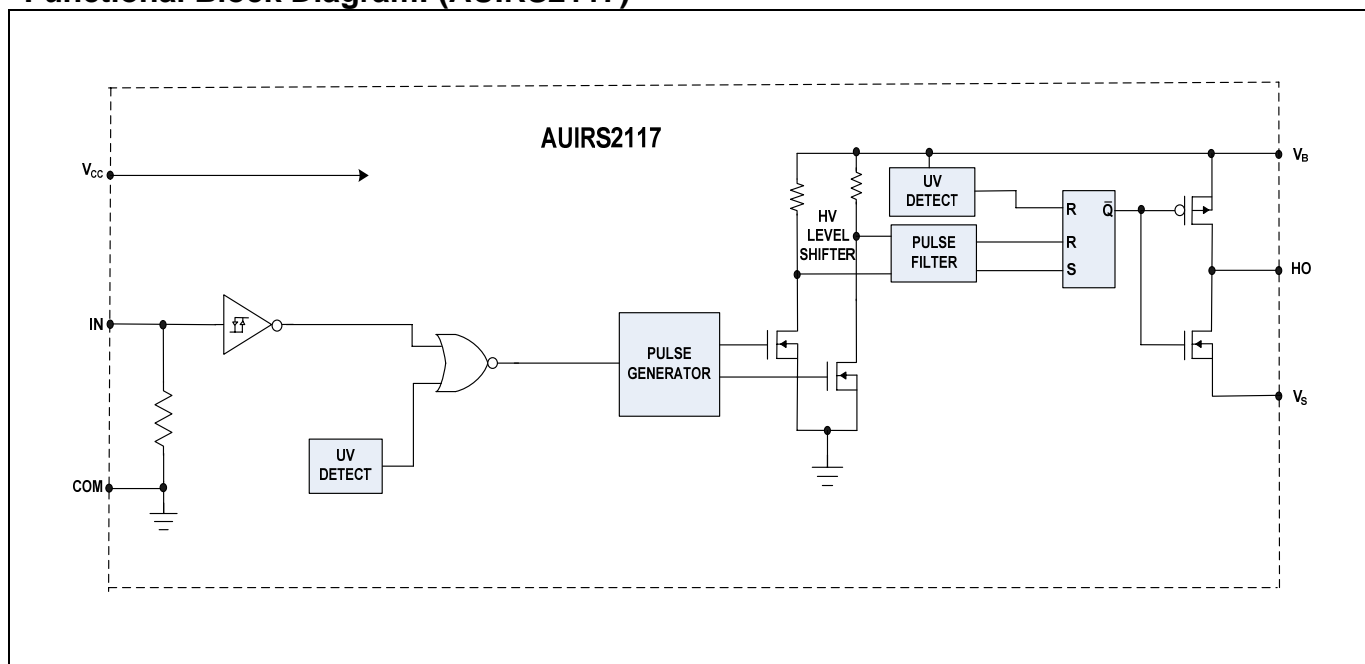 Functional Block Diagram: (AUIRS2117)
AUIRS2117
VCC
VB
UV
DETECT
HV
LEVEL
SHIFTER
R
Q̅
PULSE
FILTER
R
S
HO
IN
PULSE
GENERATOR
VS
UV
DETECT
COM